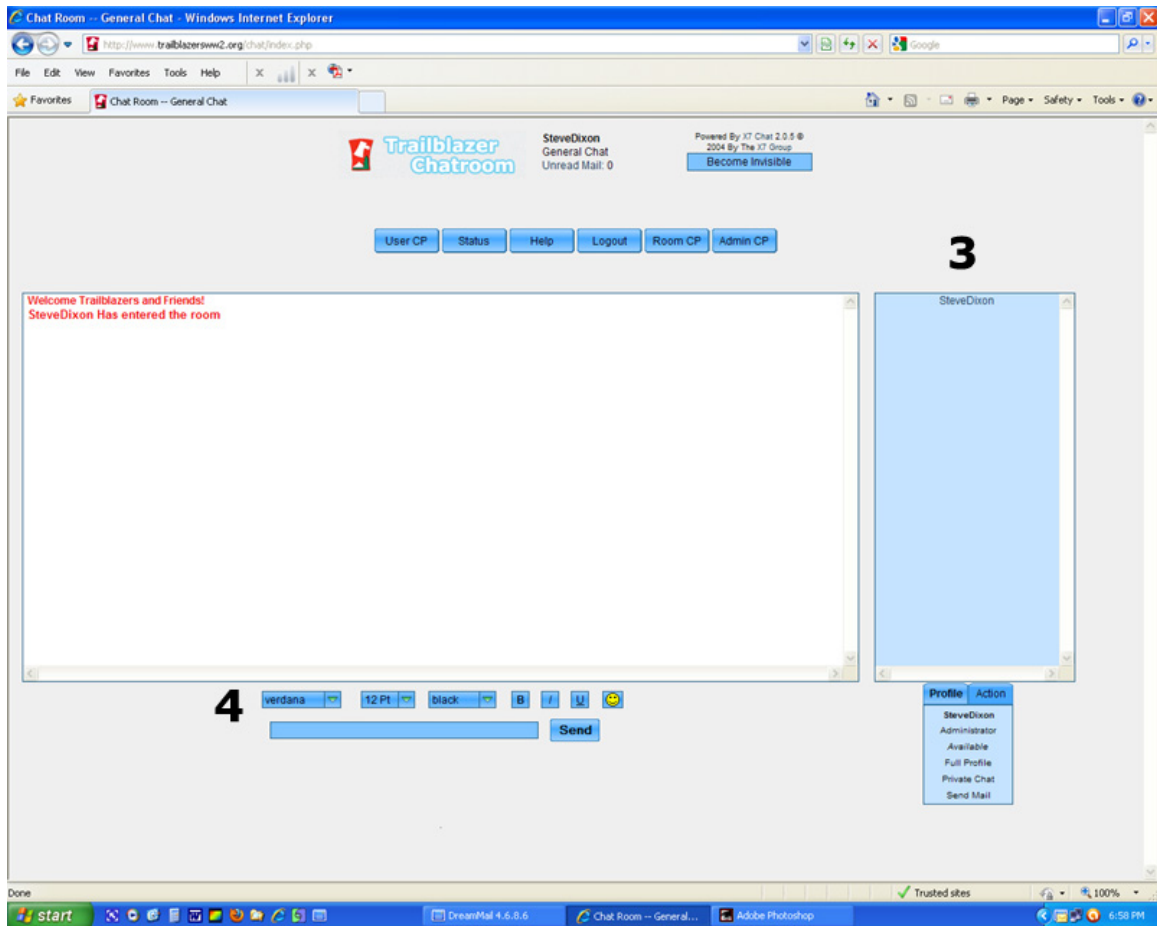 Chat Room -- General Chat - Windows Internet Explorer
http://www.trailblazersww2.org/chat/index.php
Google
File Edit View Favorites Tools Help
Favorites Chat Room -- General Chat
Page Safety Tools
Trailblazer
Chatroom
SteveDixon
General Chat
Unread Mail: 0
Powered By X7 Chat 2.0.5 ©
2004 By The X7 Group
Become Invisible
User CP Status Help Logout Room CP Admin CP
3
Welcome Trailblazers and Friends!
SteveDixon Has entered the room
SteveDixon
4
verdana 12 Pt black B I U
Send
Profile Action
SteveDixon
Administrator
Available
Full Profile
Private Chat
Send Mail
Done Trusted sites 100%
start DreamMail 4.6.8.6 Chat Room -- General... Adobe Photoshop 6:58 PM